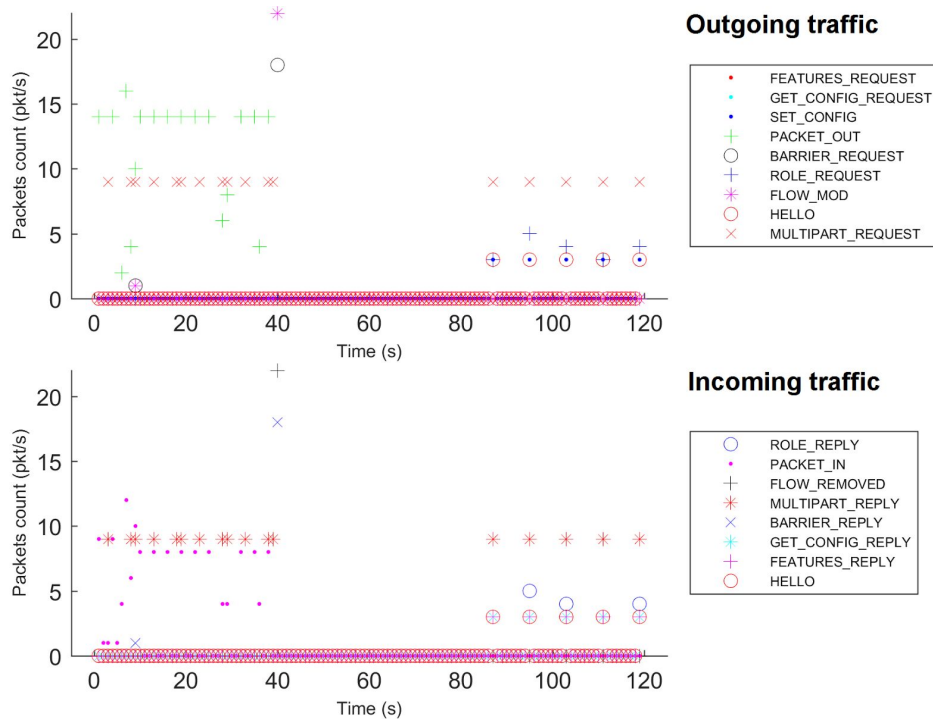 Outgoing traffic
20
15
10
5
0
0
20
40
60
80
100
120
Packets count (pkt/s)
Time (s)
FEATURES_REQUEST
GET_CONFIG_REQUEST
SET_CONFIG
PACKET_OUT
BARRIER_REQUEST
ROLE_REQUEST
FLOW_MOD
HELLO
MULTIPART_REQUEST
Incoming traffic
20
15
10
5
0
0
20
40
60
80
100
120
Packets count (pkt/s)
Time (s)
ROLE_REPLY
PACKET_IN
FLOW_REMOVED
MULTIPART_REPLY
BARRIER_REPLY
GET_CONFIG_REPLY
FEATURES_REPLY
HELLO